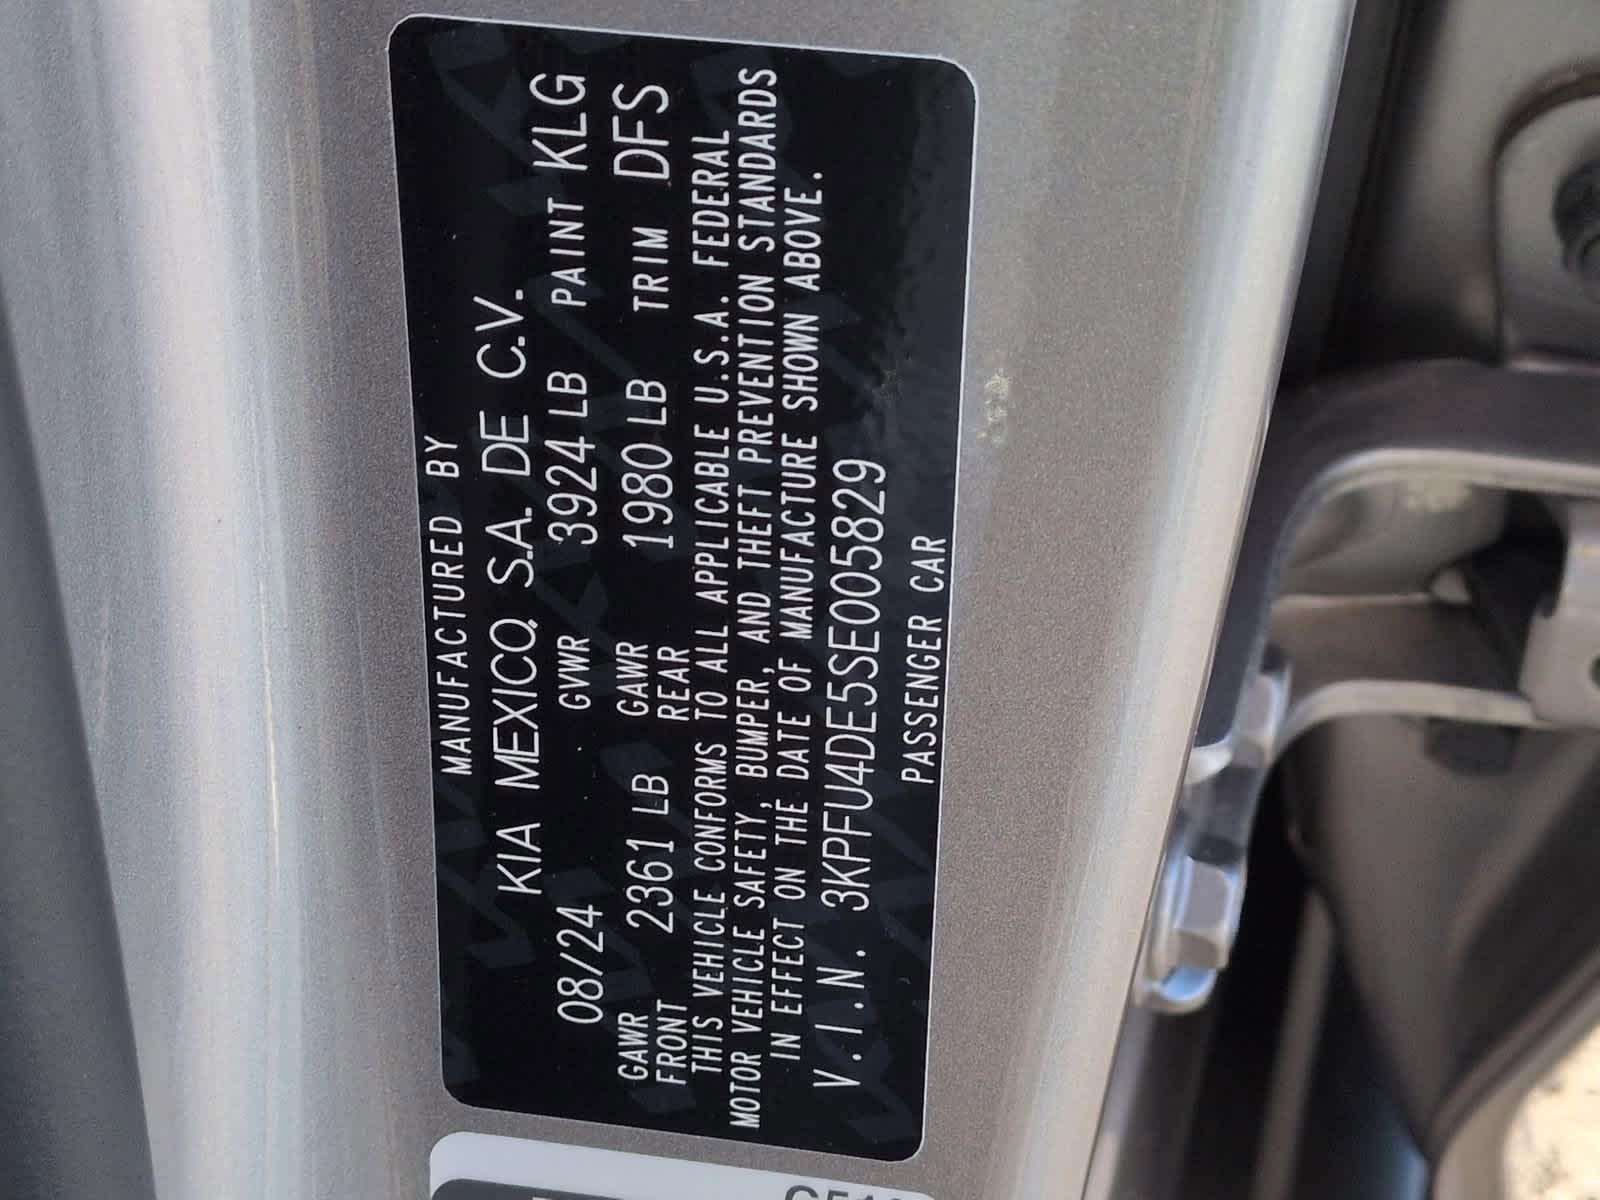 MANUFACTURED BY
KIA MEXICO, S.A. DE C.V.
08/24 GVWR 3924 LB PAINT KLG
GAWR FRONT 2361 LB GAWR REAR 1980 LB TRIM DFS
THIS VEHICLE CONFORMS TO ALL APPLICABLE U.S.A. FEDERAL
MOTOR VEHICLE SAFETY, BUMPER, AND THEFT PREVENTION STANDARDS
IN EFFECT ON THE DATE OF MANUFACTURE SHOWN ABOVE.
V.I.N. 3KPFU4DE5SE005829
PASSENGER CAR